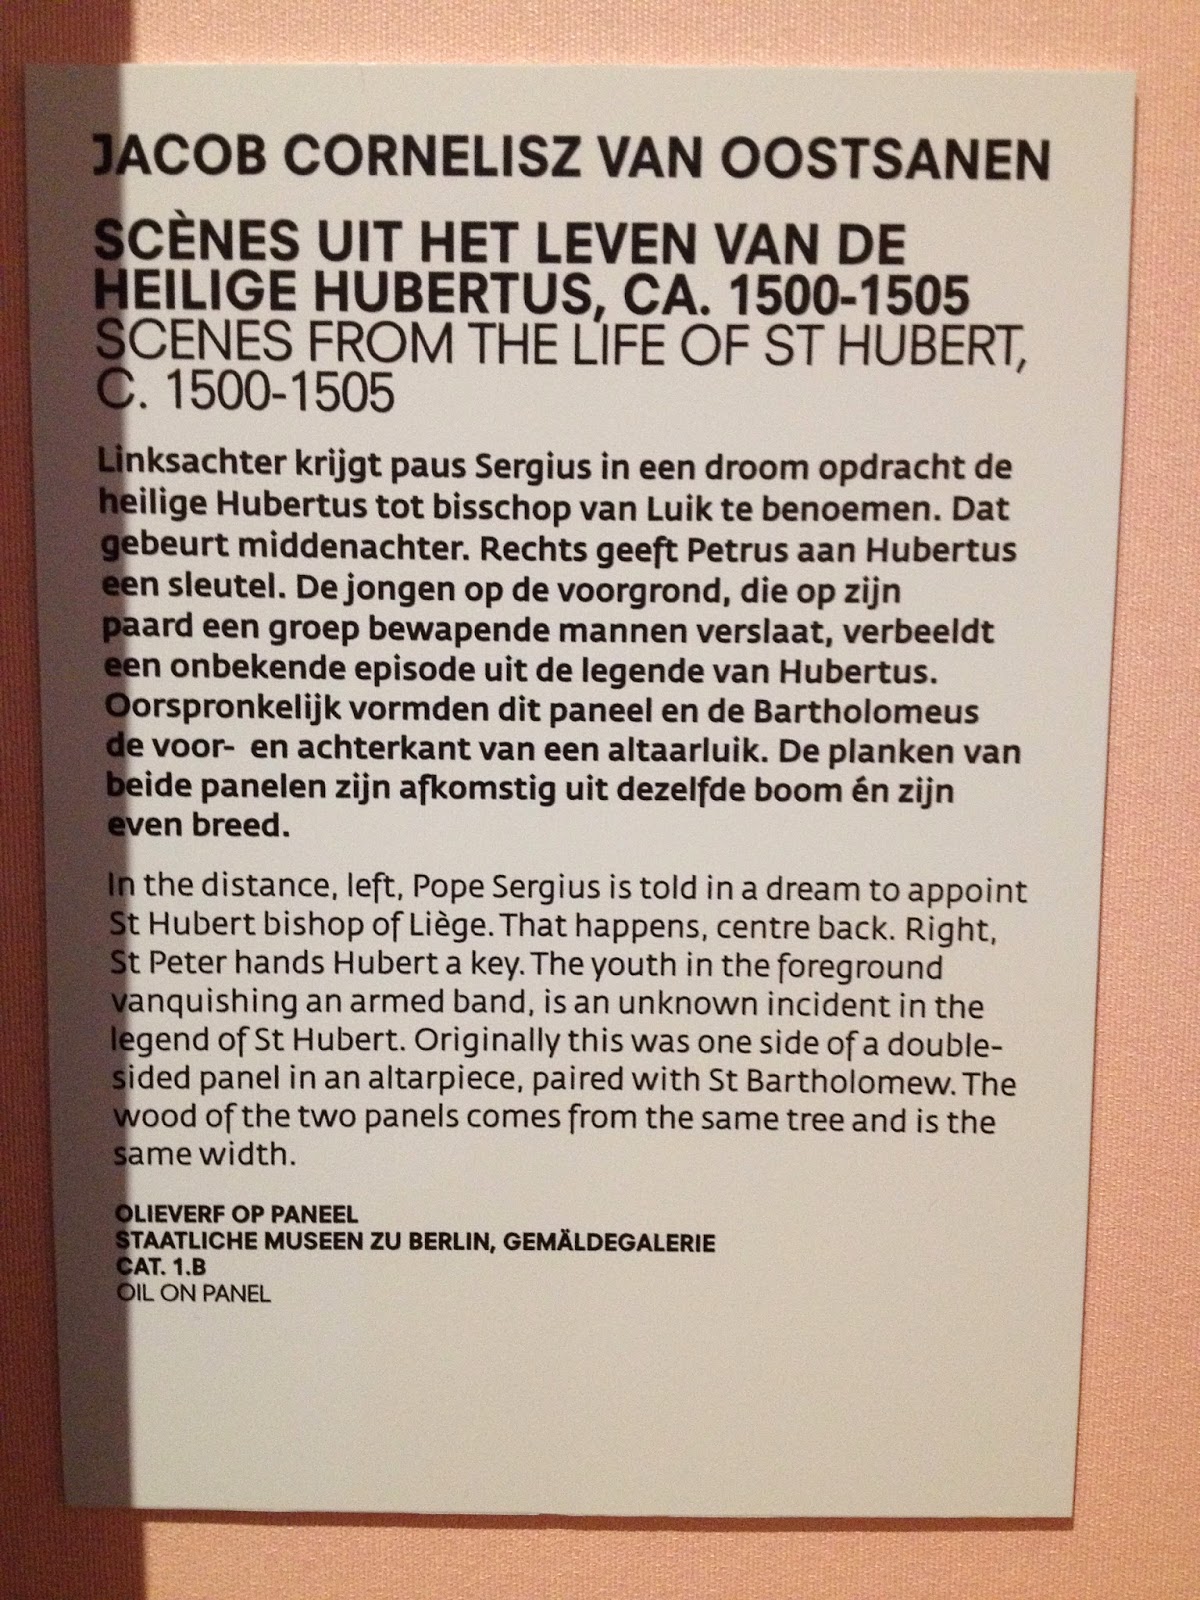 JACOB CORNELISZ VAN OOSTSANEN
SCÈNES UIT HET LEVEN VAN DE
HEILIGE HUBERTUS, CA. 1500-1505
SCENES FROM THE LIFE OF ST HUBERT,
C. 1500-1505
Linksachter krijgt paus Sergius in een droom opdracht de
heilige Hubertus tot bisschop van Luik te benoemen. Dat
gebeurt middenachter. Rechts geeft Petrus aan Hubertus
een sleutel. De jongen op de voorgrond, die op zijn
paard een groep bewapende mannen verslaat, verbeeldt
een onbekende episode uit de legende van Hubertus.
Oorspronkelijk vormden dit paneel en de Bartholomeus
de voor- en achterkant van een altaarluik. De planken van
beide panelen zijn afkomstig uit dezelfde boom én zijn
even breed.
In the distance, left, Pope Sergius is told in a dream to appoint
St Hubert bishop of Liège. That happens, centre back. Right,
St Peter hands Hubert a key. The youth in the foreground
vanquishing an armed band, is an unknown incident in the
legend of St Hubert. Originally this was one side of a double-
sided panel in an altarpiece, paired with St Bartholomew. The
wood of the two panels comes from the same tree and is the
same width.
OLIEVERF OP PANEEL
STAATLICHE MUSEEN ZU BERLIN, GEMÄLDEGALERIE
CAT. 1.B
OIL ON PANEL